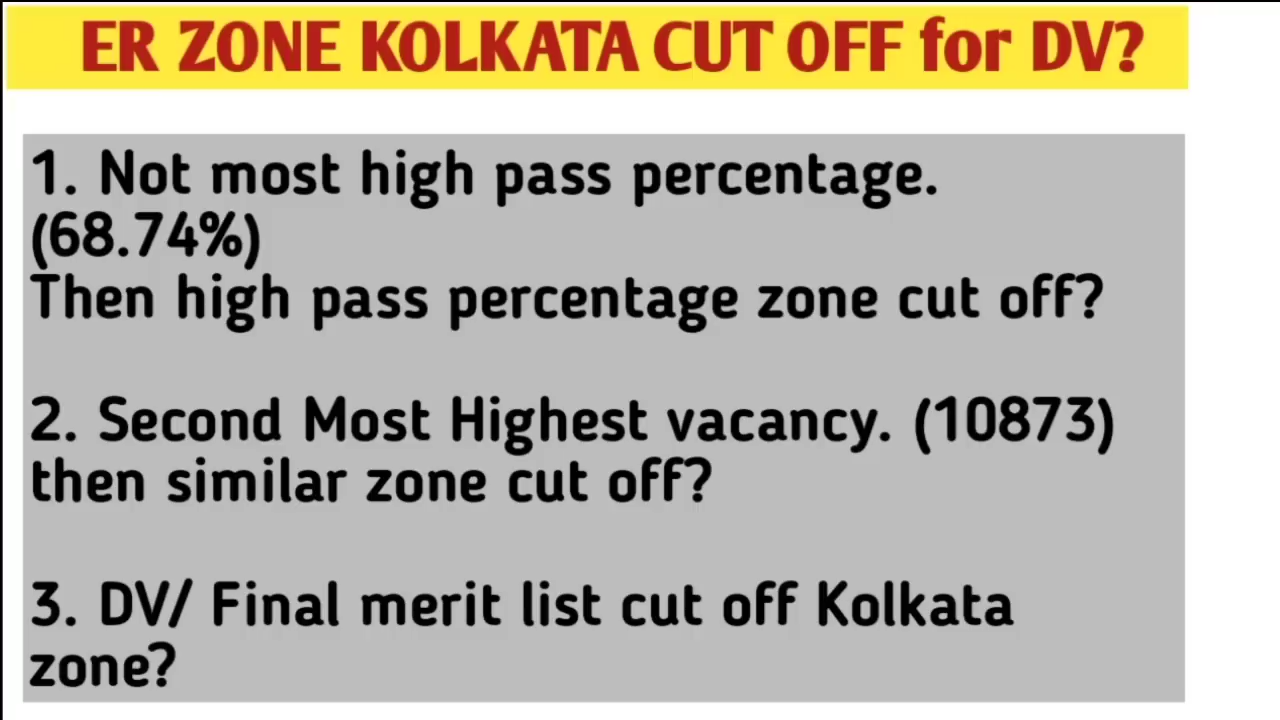 ER ZONE KOLKATA CUT OFF for DV?
1. Not most high pass percentage.
(68.74%)
Then high pass percentage zone cut off?
2. Second Most Highest vacancy. (10873)
then similar zone cut off?
3. DV/ Final merit list cut off Kolkata
zone?